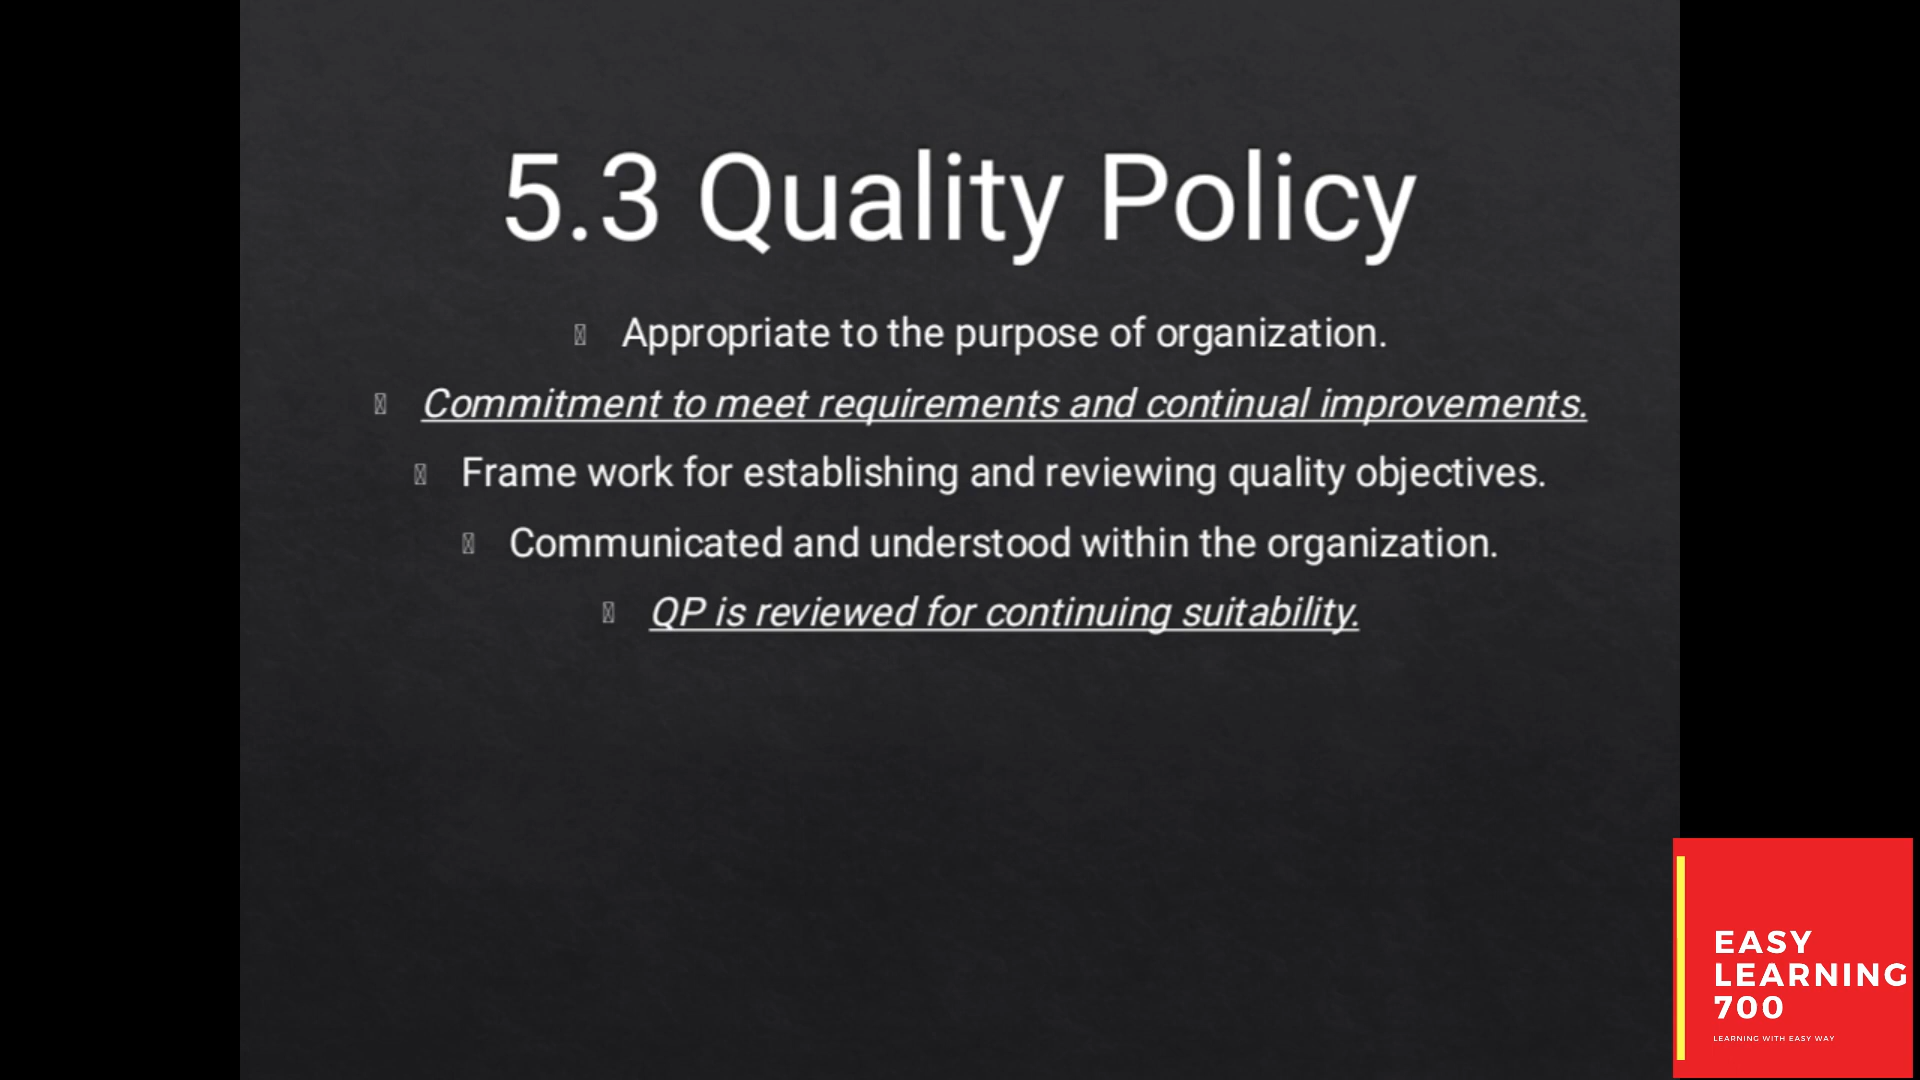 5.3 Quality Policy
Appropriate to the purpose of organization.
Commitment to meet requirements and continual improvements.
Frame work for establishing and reviewing quality objectives.
Communicated and understood within the organization.
QP is reviewed for continuing suitability.
EASY
LEARNING
700
LEARNING WITH EASY WAY